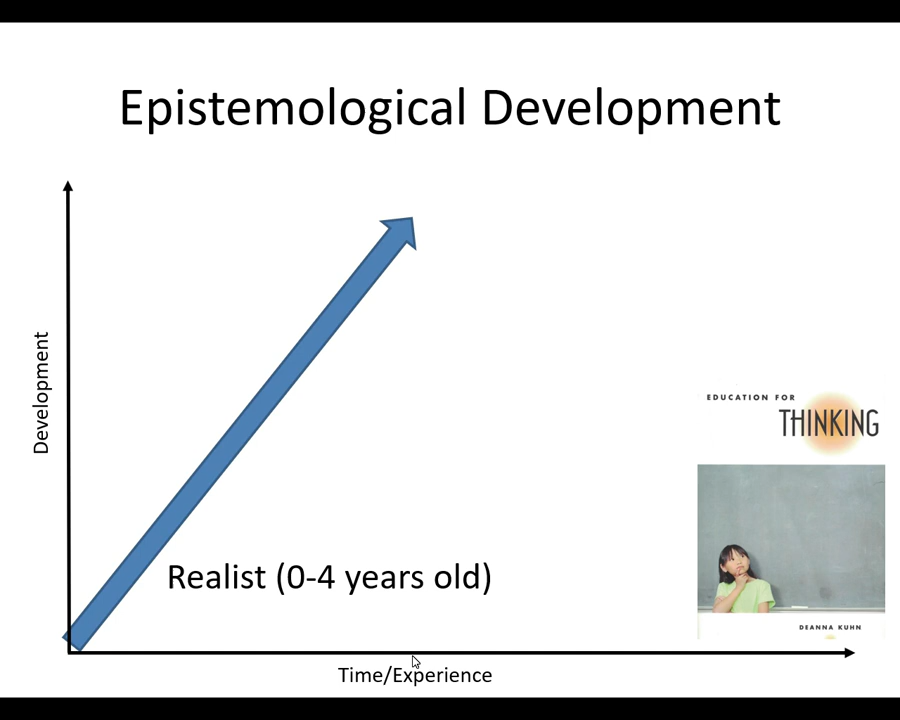 Epistemological Development
Development
EDUCATION FOR
THINKING
Realist (0-4 years old)
DEANNA KUHN
Time/Experience